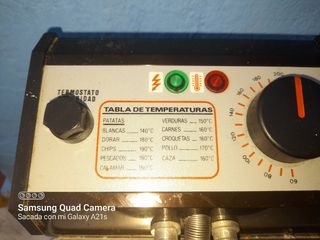 TERMOSTATO
TABLA DE TEMPERATURAS
PATATAS
BLANCAS - 140°C
DORAR - 180°C
CHIPS - 190°C
PESCADOS
CALAMAR
VERDURAS - 150°C
CARNES - 160°C
CROQUETAS - 160°C
POLLO - 170°C
CAZA - 160°C
200
180
160
140
120
100
80
60
Samsung Quad Camera
Sacada con mi Galaxy A21s